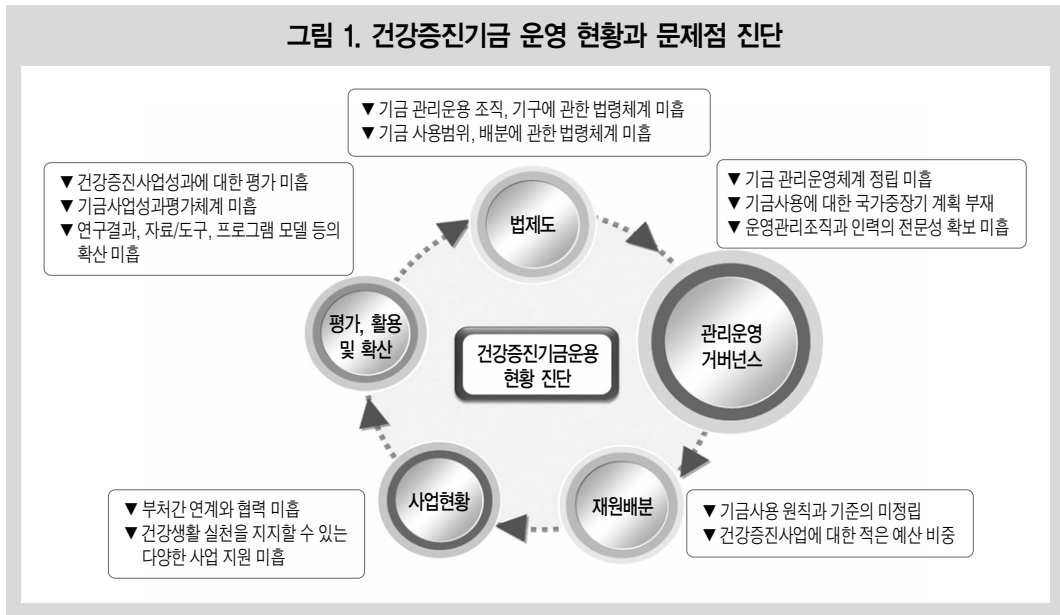 그림 1. 건강증진기금 운영 현황과 문제점 진단
▼ 기금 관리운용 조직, 기구에 관한 법령체계 미흡
▼ 기금 사용범위, 배분에 관한 법령체계 미흡
▼ 건강증진사업성과에 대한 평가 미흡
▼ 기금사업성과평가체계 미흡
▼ 연구결과, 자료/도구, 프로그램 모델 등의
확산 미흡
▼ 기금 관리운영체계 정립 미흡
▼ 기금사용에 대한 국가중장기 계획 부재
▼ 운영관리조직과 인력의 전문성 확보 미흡
법제도
평가, 활용
및 확산
관리운영
거버넌스
건강증진기금운용
현황 진단
사업현황
재원배분
▼ 부처간 연계와 협력 미흡
▼ 건강생활 실천을 지지할 수 있는
다양한 사업 지원 미흡
▼ 기금사용 원칙과 기준의 미정립
▼ 건강증진사업에 대한 적은 예산 비중